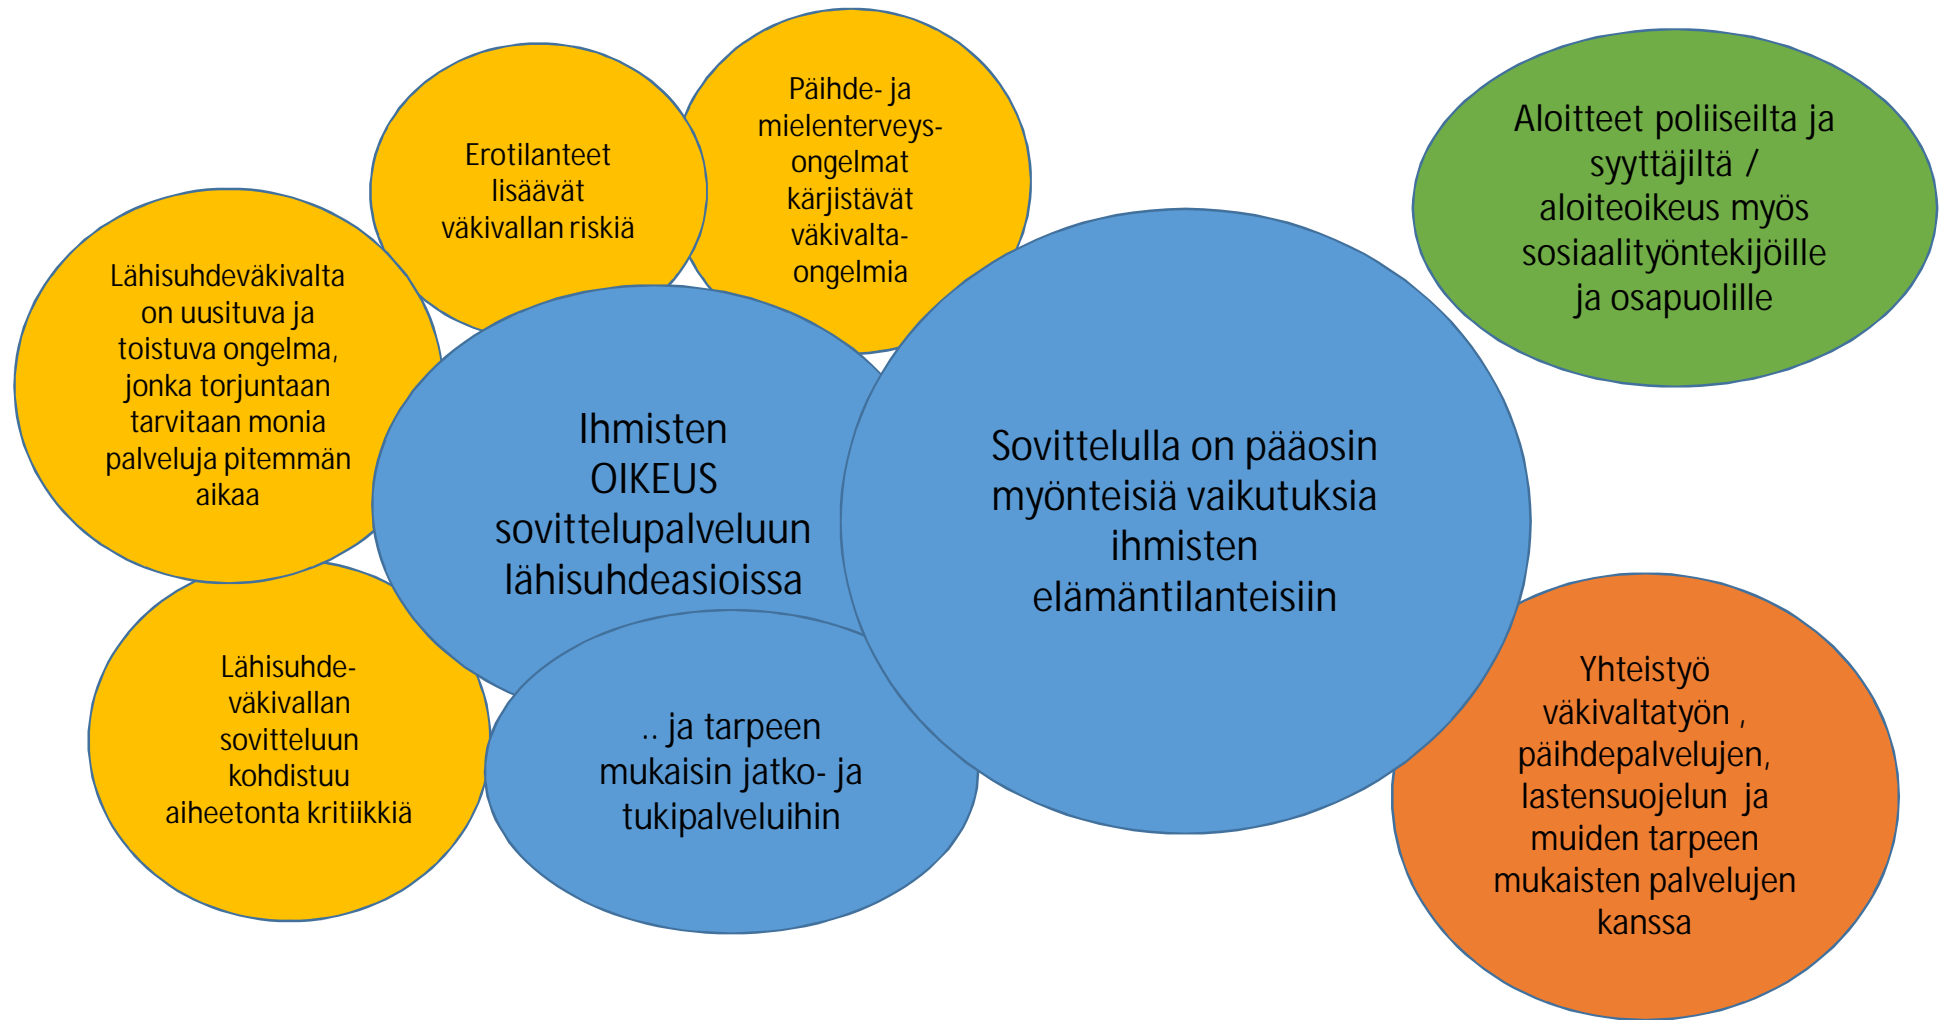 Päihde- ja
mielenterveys-
ongelmat
kärjistävät
väkivalta-
ongelmia
Erotilanteet
lisäävät
väkivallan riskiä
Aloitteet poliiseilta ja
syyttäjiltä /
aloiteoikeus myös
sosiaalityöntekijöille
ja osapuolille
Lähisuhdeväkivalta
on uusituva ja
toistuva ongelma,
jonka torjuntaan
tarvitaan monia
palveluja pitemmän
aikaa
Ihmisten
OIKEUS
sovittelupalveluun
lähisuhdeasioissa
Sovittelulla on pääosin
myönteisiä vaikutuksia
ihmisten
elämäntilanteisiin
Lähisuhde-
väkivallan
sovitteluun
kohdistuu
aiheetonta kritiikkiä
.. ja tarpeen
mukaisin jatko- ja
tukipalveluihin
Yhteistyö
väkivaltatyön ,
päihdepalvelujen,
lastensuojelun ja
muiden tarpeen
mukaisten palvelujen
kanssa